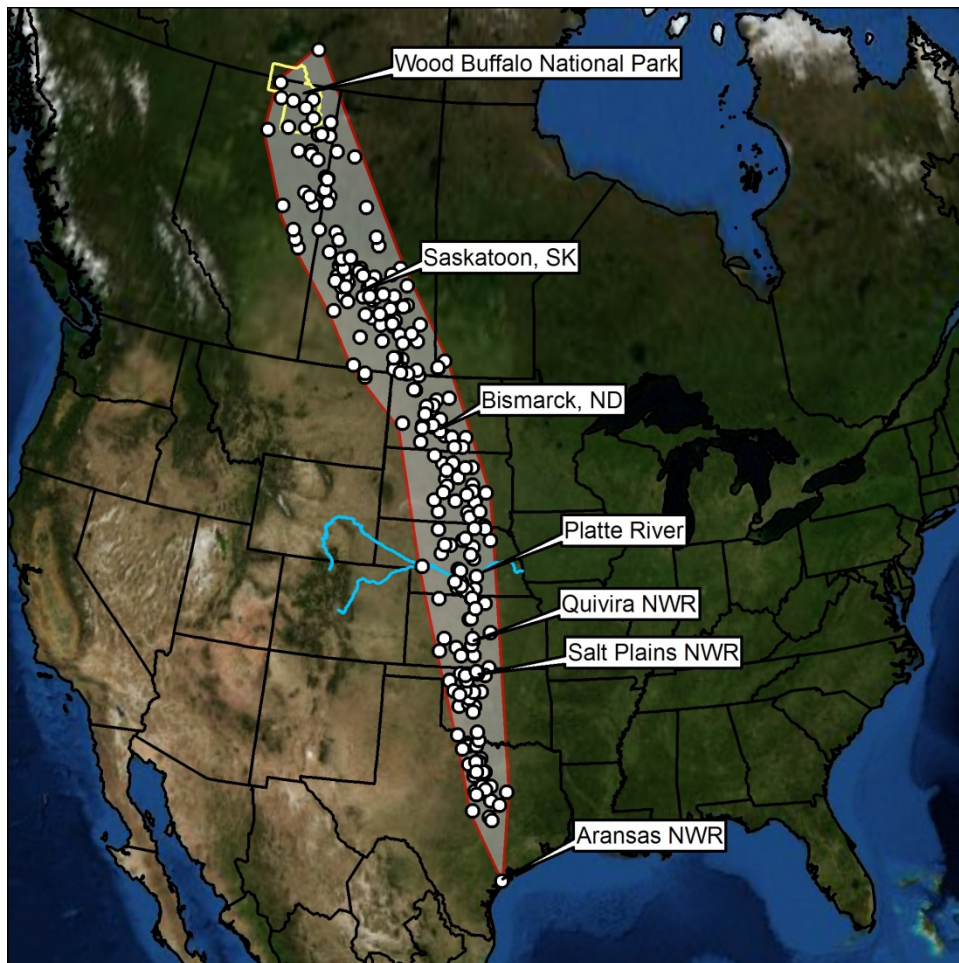 Wood Buffalo National Park
Saskatoon, SK
Bismarck, ND
Platte River
Quivira NWR
Salt Plains NWR
Aransas NWR